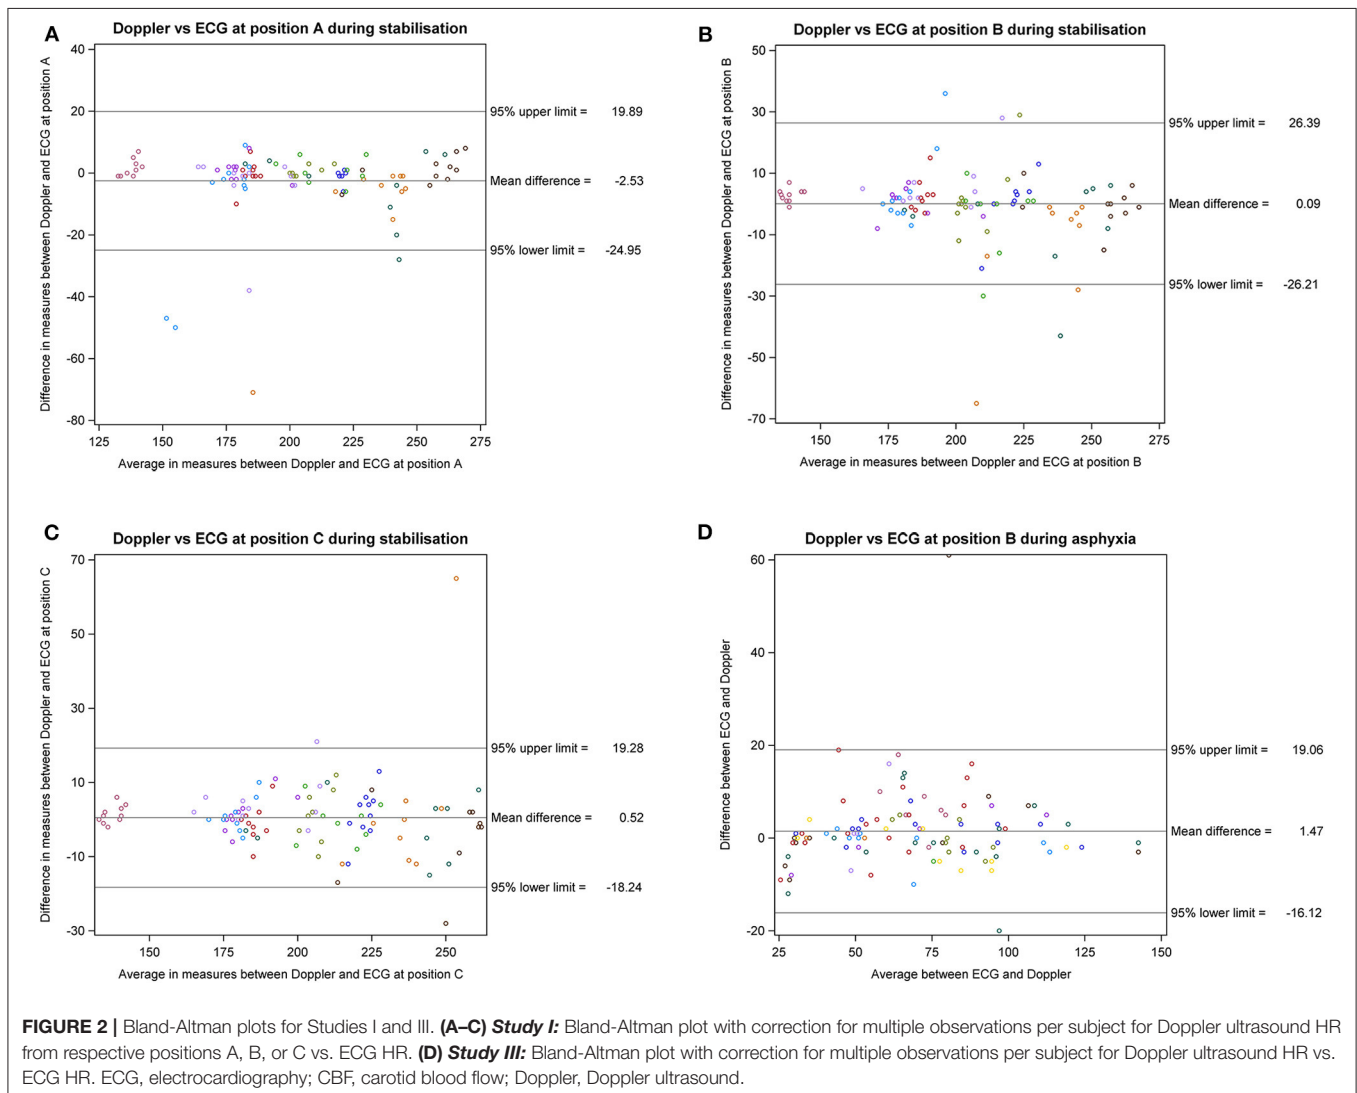 A
Doppler vs ECG at position A during stabilisation
Difference in measures between Doppler and ECG at position A
40
20
0
-20
-40
-60
-80
95% upper limit = 19.89
Mean difference = -2.53
95% lower limit = -24.95
125 150 175 200 225 250 275
Average in measures between Doppler and ECG at position A
B
Doppler vs ECG at position B during stabilisation
Difference in measures between Doppler and ECG at position B
50
30
10
-10
-30
-50
-70
95% upper limit = 26.39
Mean difference = 0.09
95% lower limit = -26.21
150 175 200 225 250 275
Average in measures between Doppler and ECG at position B
C
Doppler vs ECG at position C during stabilisation
Difference in measures between Doppler and ECG at position C
70
50
30
10
-10
-30
95% upper limit = 19.28
Mean difference = 0.52
95% lower limit = -18.24
150 175 200 225 250
Average in measures between Doppler and ECG at position C
D
Doppler vs ECG at position B during asphyxia
Difference between ECG and Doppler
60
40
20
0
-20
95% upper limit = 19.06
Mean difference = 1.47
95% lower limit = -16.12
25 50 75 100 125 150
Average between ECG and Doppler
FIGURE 2 | Bland-Altman plots for Studies I and III. (A–C) Study I: Bland-Altman plot with correction for multiple observations per subject for Doppler ultrasound HR
from respective positions A, B, or C vs. ECG HR. (D) Study III: Bland-Altman plot with correction for multiple observations per subject for Doppler ultrasound HR vs.
ECG HR. ECG, electrocardiography; CBF, carotid blood flow; Doppler, Doppler ultrasound.